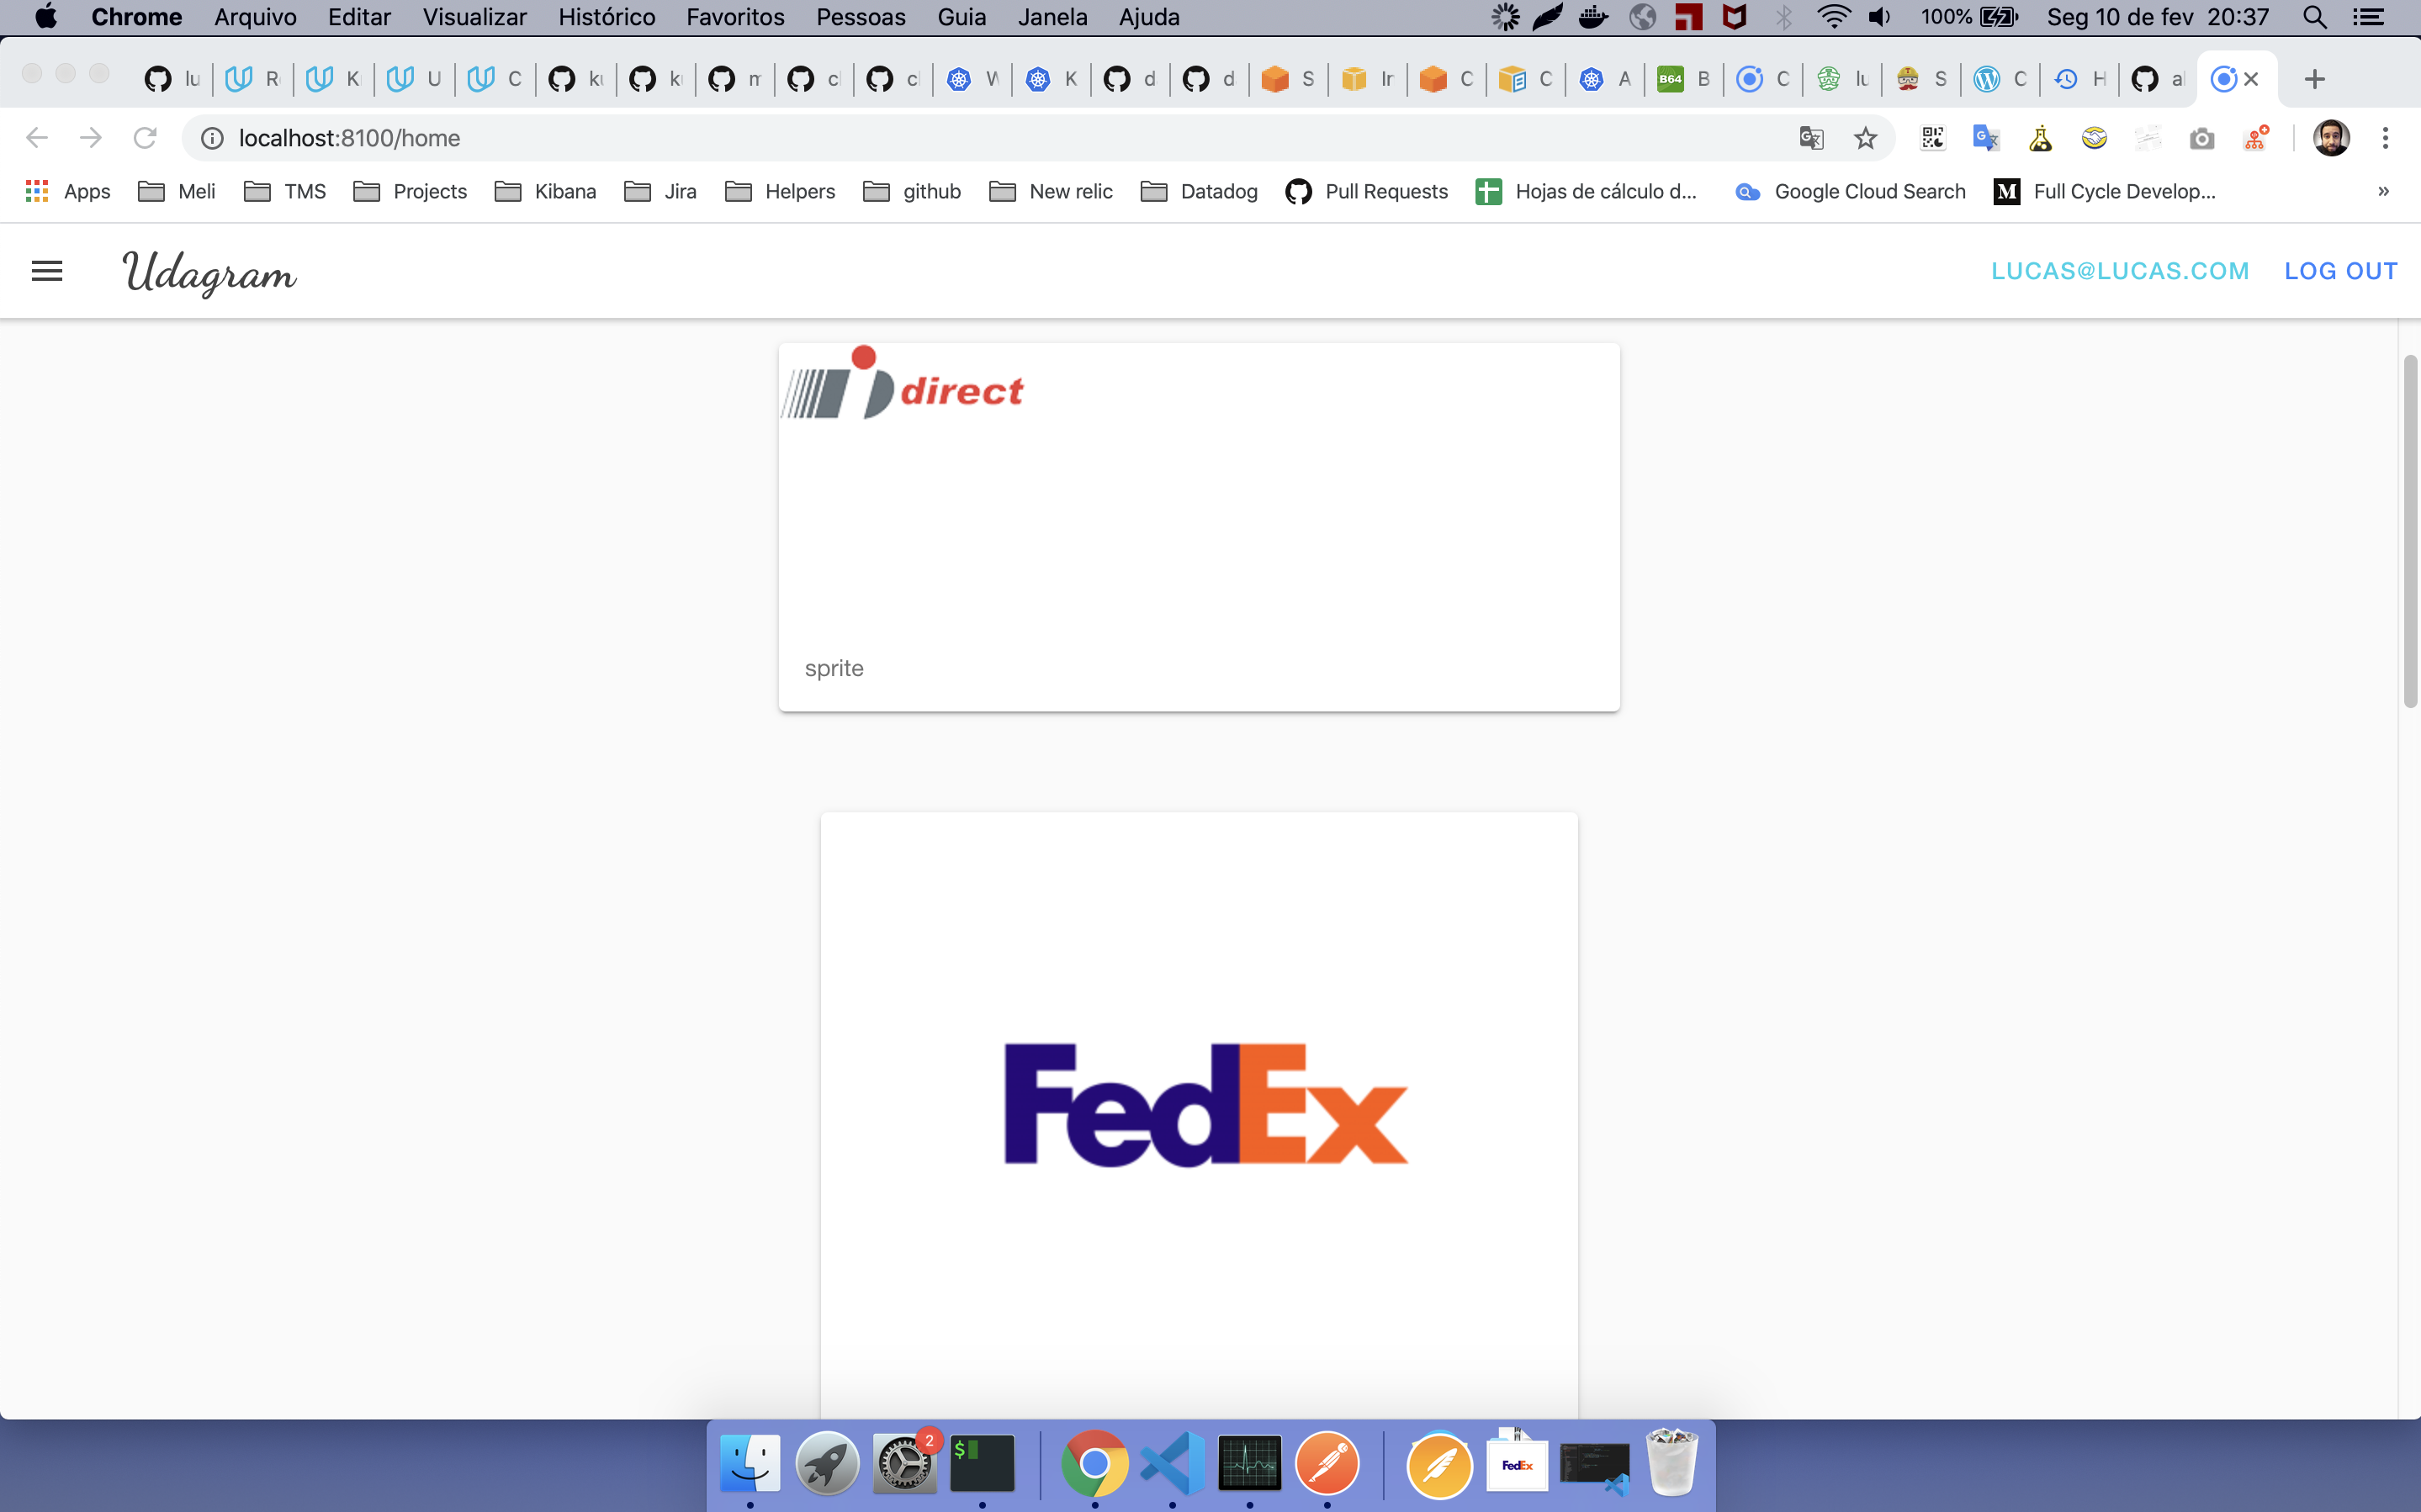 Chrome Arquivo Editar Visualizar Histórico Favoritos Pessoas Guia Janela Ajuda 100% Seg 10 de fev 20:37
lu R K U C k k m c c W K d d S Ir C C A B64 B C lu S C H al
localhost:8100/home
Apps Meli TMS Projects Kibana Jira Helpers github New relic Datadog Pull Requests Hojas de cálculo d... Google Cloud Search M Full Cycle Develop... »
Udagram LUCAS@LUCAS.COM LOG OUT
direct
sprite
FedEx
2
$
FedEx